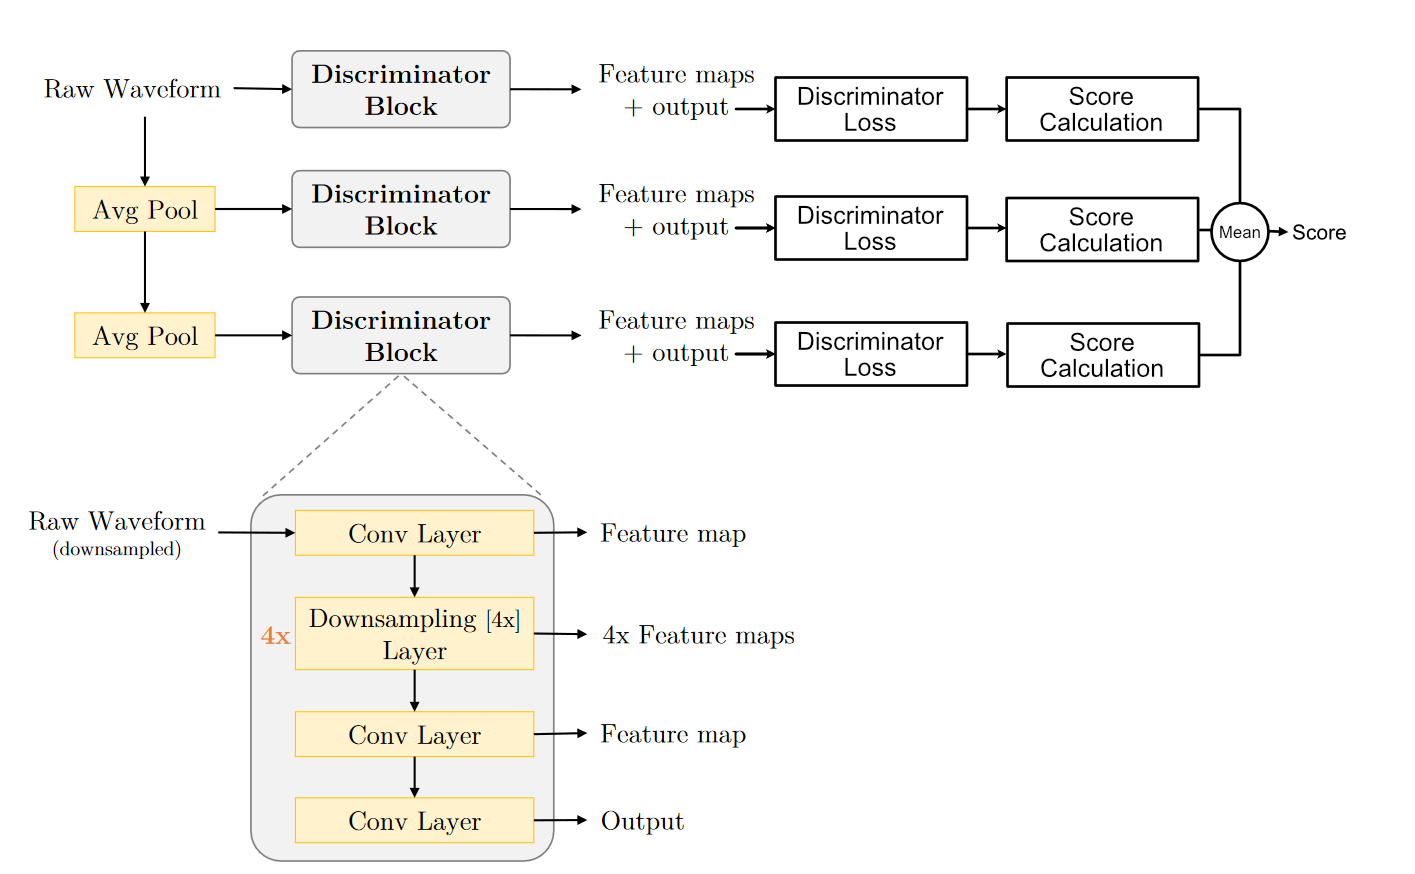 Raw Waveform
Discriminator
Block
Feature maps
+ output
Discriminator
Loss
Score
Calculation
Avg Pool
Discriminator
Block
Feature maps
+ output
Discriminator
Loss
Score
Calculation
Mean
Score
Avg Pool
Discriminator
Block
Feature maps
+ output
Discriminator
Loss
Score
Calculation
Raw Waveform
(downsampled)
Conv Layer
Feature map
4x
Downsampling [4x]
Layer
4x Feature maps
Conv Layer
Feature map
Conv Layer
Output